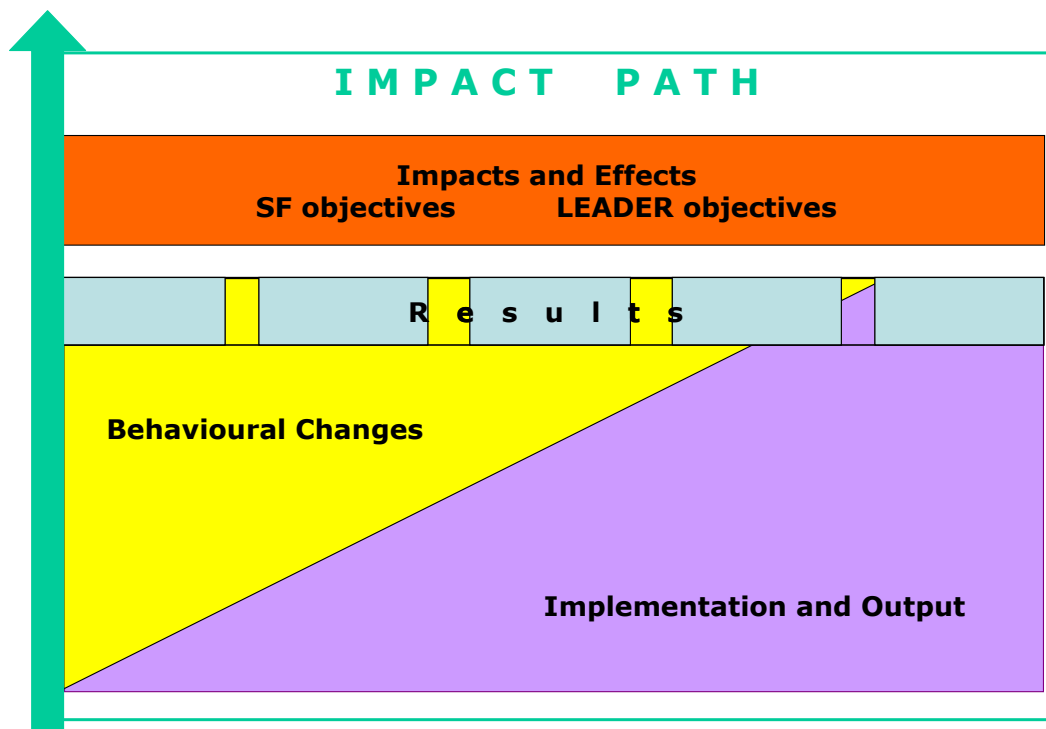 IMPACT PATH
Impacts and Effects
SF objectives LEADER objectives
Results
Behavioural Changes
Implementation and Output